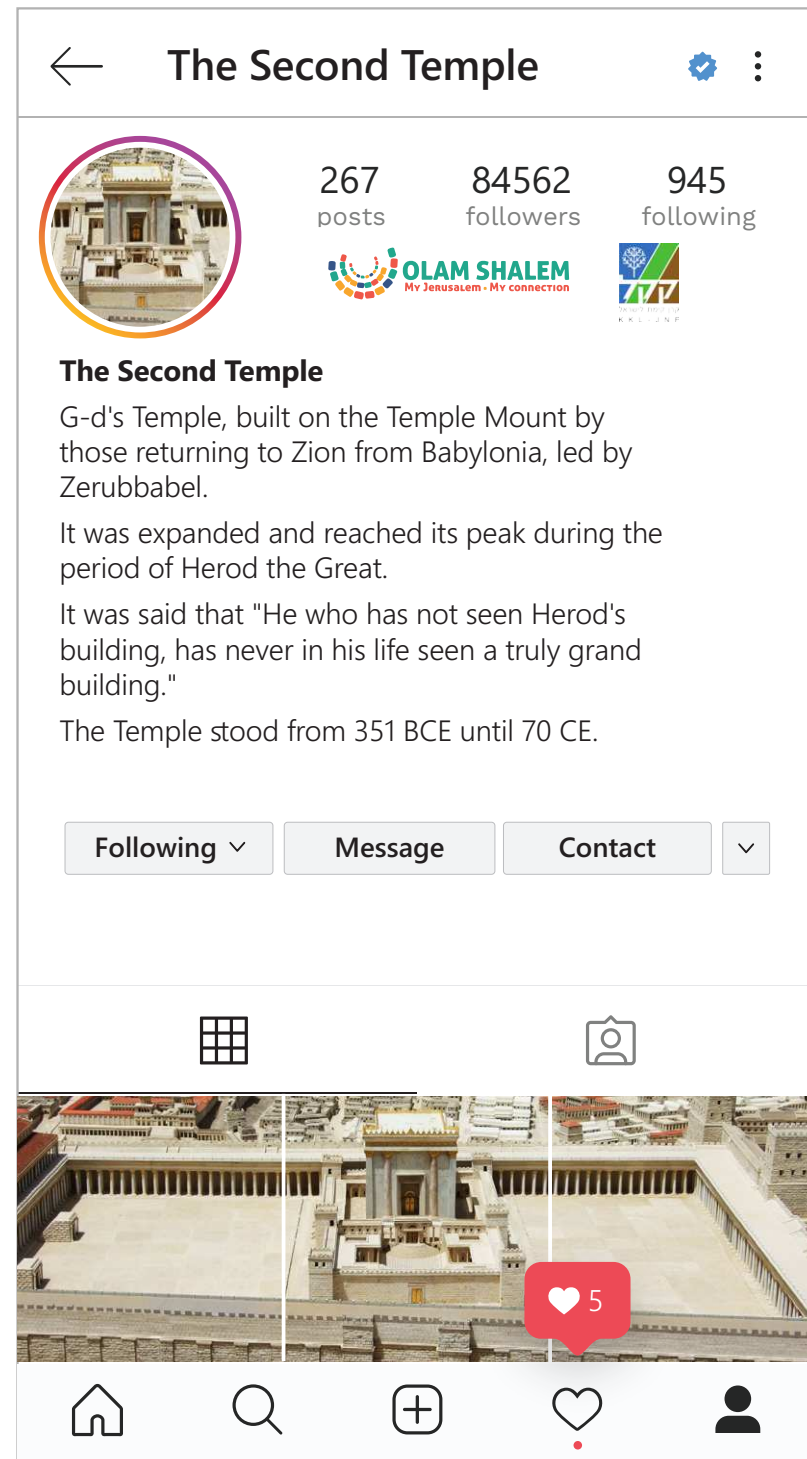 The Second Temple
267 84562 945
posts followers following
OLAM SHALEM
My Jerusalem • My connection
KKL-JNF
The Second Temple
G-d's Temple, built on the Temple Mount by
those returning to Zion from Babylonia, led by
Zerubbabel.
It was expanded and reached its peak during the
period of Herod the Great.
It was said that "He who has not seen Herod's
building, has never in his life seen a truly grand
building."
The Temple stood from 351 BCE until 70 CE.
Following Message Contact
5